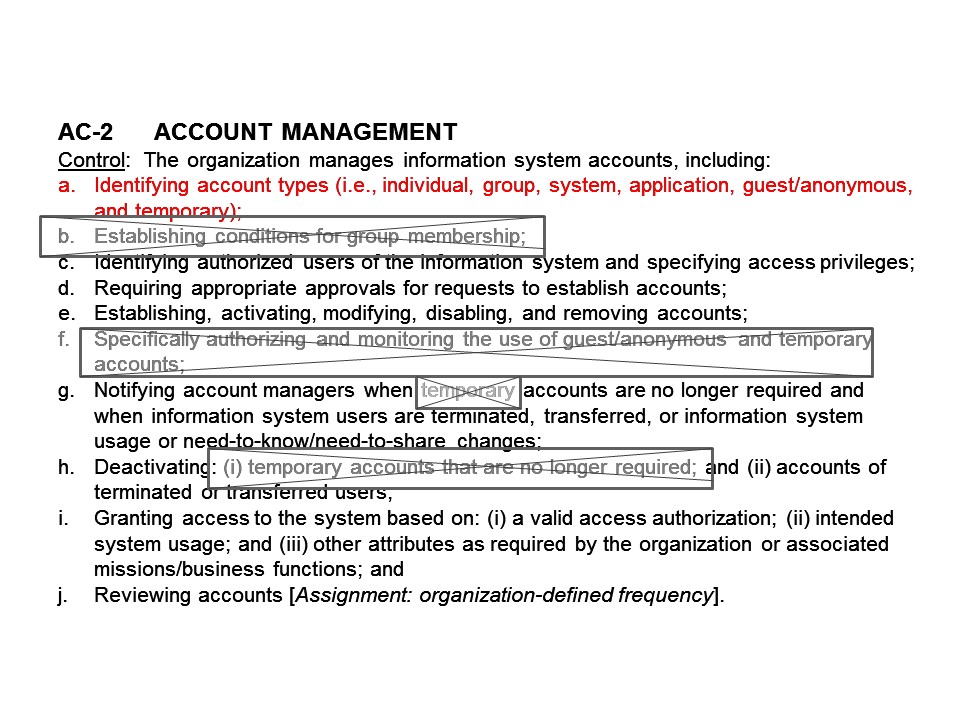 AC-2 ACCOUNT MANAGEMENT
Control: The organization manages information system accounts, including:
a. Identifying account types (i.e., individual, group, system, application, guest/anonymous,
and temporary);
b. Establishing conditions for group membership;
c. Identifying authorized users of the information system and specifying access privileges;
d. Requiring appropriate approvals for requests to establish accounts;
e. Establishing, activating, modifying, disabling, and removing accounts;
f. Specifically authorizing and monitoring the use of guest/anonymous and temporary
accounts;
g. Notifying account managers when temporary accounts are no longer required and
when information system users are terminated, transferred, or information system
usage or need-to-know/need-to-share changes;
h. Deactivating: (i) temporary accounts that are no longer required; and (ii) accounts of
terminated or transferred users;
i. Granting access to the system based on: (i) a valid access authorization; (ii) intended
system usage; and (iii) other attributes as required by the organization or associated
missions/business functions; and
j. Reviewing accounts [Assignment: organization-defined frequency].